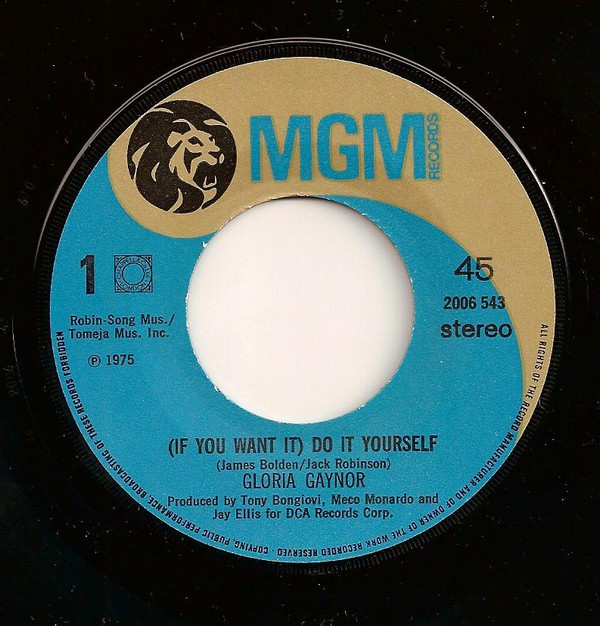 MGM
RECORDS
1
45
2006 543
stereo
Robin-Song Mus./
Tomeja Mus. Inc.
℗ 1975
(IF YOU WANT IT) DO IT YOURSELF
(James Bolden/Jack Robinson)
GLORIA GAYNOR
Produced by Tony Bongiovi, Meco Monardo and
Jay Ellis for DCA Records Corp.
ALL RIGHTS OF THE RECORD MANUFACTURER AND OF OWNER OF THE WORK RECORDED RESERVED · COPYING, PUBLIC PERFORMANCE BROADCASTING OF THESE RECORDS FORBIDDEN